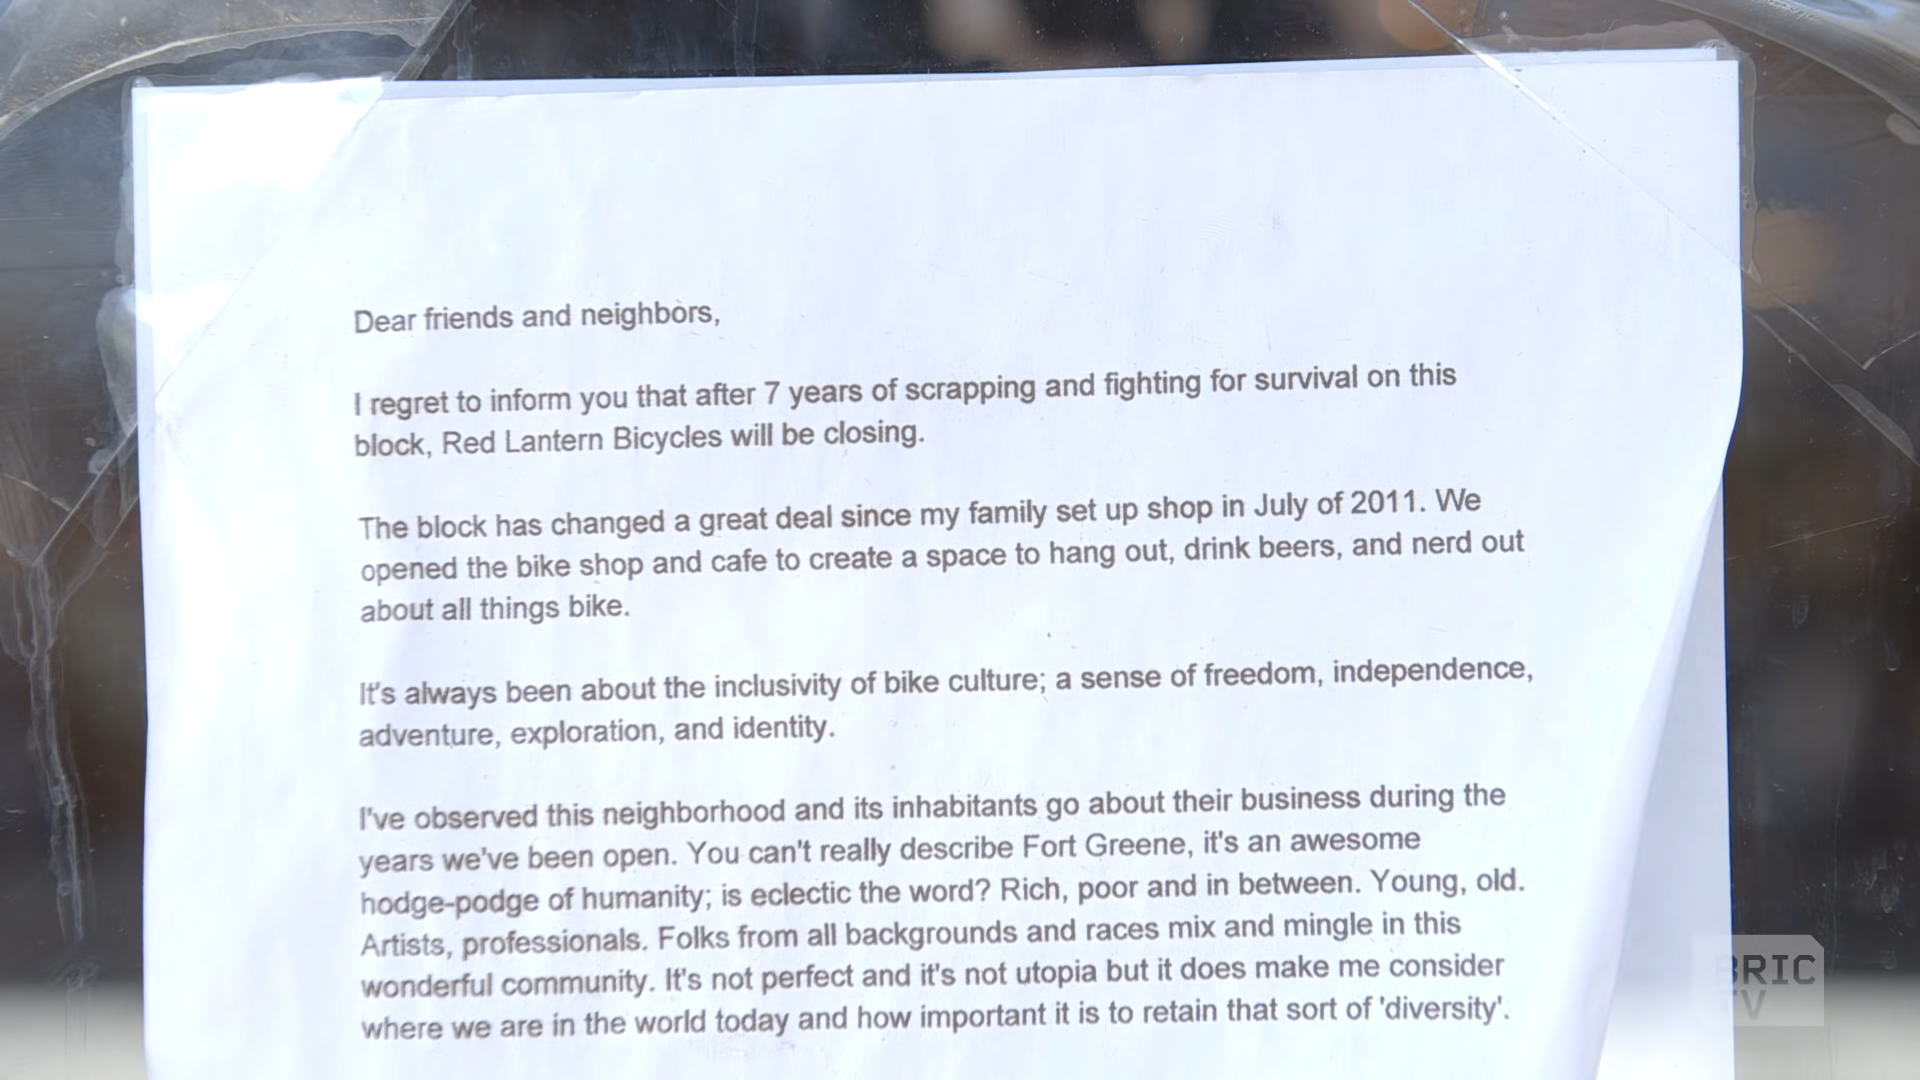 Dear friends and neighbors,
I regret to inform you that after 7 years of scrapping and fighting for survival on this
block, Red Lantern Bicycles will be closing.
The block has changed a great deal since my family set up shop in July of 2011. We
opened the bike shop and cafe to create a space to hang out, drink beers, and nerd out
about all things bike.
It's always been about the inclusivity of bike culture; a sense of freedom, independence,
adventure, exploration, and identity.
I've observed this neighborhood and its inhabitants go about their business during the
years we've been open. You can't really describe Fort Greene, it's an awesome
hodge-podge of humanity; is eclectic the word? Rich, poor and in between. Young, old.
Artists, professionals. Folks from all backgrounds and races mix and mingle in this
wonderful community. It's not perfect and it's not utopia but it does make me consider
where we are in the world today and how important it is to retain that sort of 'diversity'.
BRIC
TV